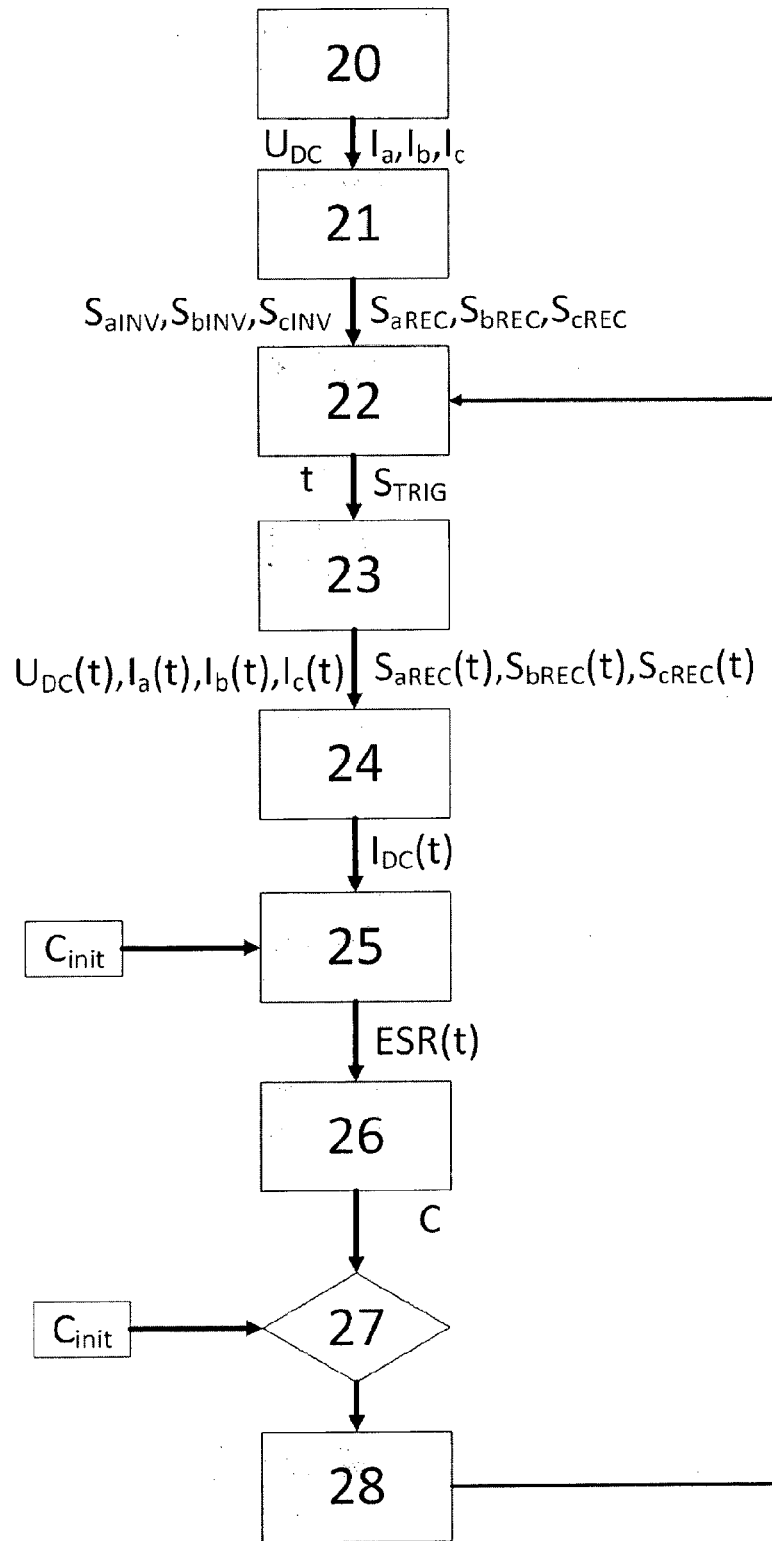 20
U_DC I_a,I_b,I_c
21
S_aINV,S_bINV,S_cINV S_aREC,S_bREC,S_cREC
22
t S_TRIG
23
U_DC(t),I_a(t),I_b(t),I_c(t) S_aREC(t),S_bREC(t),S_cREC(t)
24
I_DC(t)
C_init 25
ESR(t)
26
C
C_init 27
28